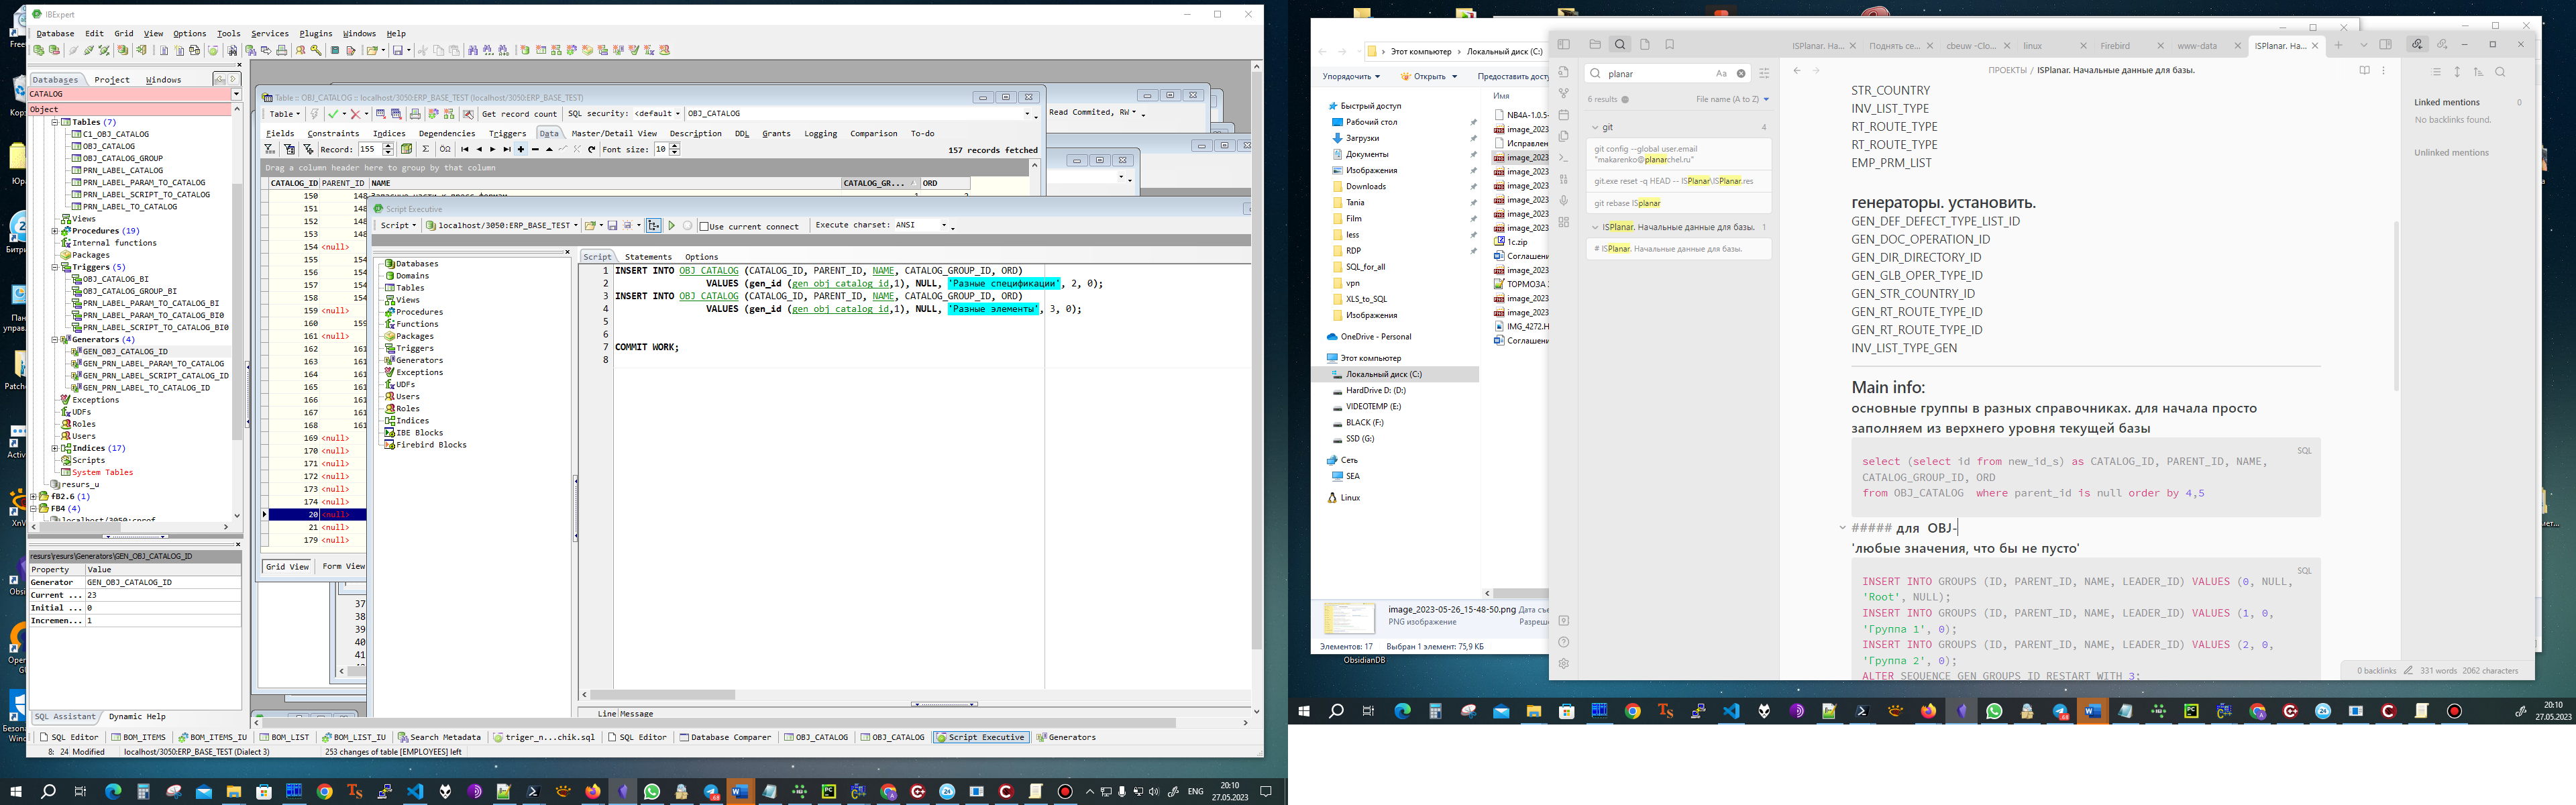 IBExpert
Database Edit Grid View Options Tools Services Plugins Windows Help
Databases Project Windows
CATALOG
Object
Tables (7)
C1_OBJ_CATALOG
OBJ_CATALOG
OBJ_CATALOG_GROUP
PRN_LABEL_CATALOG
PRN_LABEL_PARAM_TO_CATALOG
PRN_LABEL_SCRIPT_TO_CATALOG
PRN_LABEL_TO_CATALOG
Views
Procedures (19)
Internal functions
Packages
Triggers (5)
OBJ_CATALOG_BI
OBJ_CATALOG_GROUP_BI
PRN_LABEL_PARAM_TO_CATALOG_BI
PRN_LABEL_PARAM_TO_CATALOG_BI0
PRN_LABEL_SCRIPT_TO_CATALOG_BI0
Generators (4)
GEN_OBJ_CATALOG_ID
GEN_PRN_LABEL_PARAM_TO_CATALOG
GEN_PRN_LABEL_SCRIPT_CATALOG_ID
GEN_PRN_LABEL_TO_CATALOG_ID
Exceptions
UDFs
Roles
Users
Indices (17)
Scripts
System Tables
resurs_u
fB2.6 (1)
FB4 (4)
resurs\resurs\Generators\GEN_OBJ_CATALOG_ID
Property Value
Generator GEN_OBJ_CATALOG_ID
Current ... 23
Initial ... 0
Incremen... 1
SQL Assistant Dynamic Help
Table :: OBJ_CATALOG :: localhost/3050:ERP_BASE_TEST (localhost/3050:ERP_BASE_TEST)
Table Get record count SQL security: <default OBJ_CATALOG
Read Commited, RW
Fields Constraints Indices Dependencies Triggers Data Master/Detail View Description DDL Grants Logging Comparison To-do
Record: 155 Font size: 10 157 records fetched
Drag a column header here to group by that column
CATALOG_ID PARENT_ID NAME CATALOG_GR... ORD
150 148
151 148
152 148
153 148
154 <null>
155 154
156 154
157 154
158 154
159 <null>
160 159
161 <null>
162 161
163 161
164 161
165 161
166 161
167 161
168 161
169 <null>
170 <null>
171 <null>
172 <null>
173 <null>
174 <null>
20 <null>
21 <null>
179 <null>
Grid View Form View
37
38
39
40
41
Script Executive
Script localhost/3050:ERP_BASE_TEST Use current connect Execute charset: ANSI
Databases
Domains
Tables
Views
Procedures
Functions
Packages
Triggers
Generators
Exceptions
UDFs
Users
Roles
Indices
IBE Blocks
Firebird Blocks
Script Statements Options
1 INSERT INTO OBJ_CATALOG (CATALOG_ID, PARENT_ID, NAME, CATALOG_GROUP_ID, ORD)
2 VALUES (gen_id (gen_obj_catalog_id,1), NULL, 'Разные спецификации', 2, 0);
3 INSERT INTO OBJ_CATALOG (CATALOG_ID, PARENT_ID, NAME, CATALOG_GROUP_ID, ORD)
4 VALUES (gen_id (gen_obj_catalog_id,1), NULL, 'Разные элементы', 3, 0);
5
6
7 COMMIT WORK;
8
Line Message
SQL Editor BOM_ITEMS BOM_ITEMS_IU BOM_LIST BOM_LIST_IU Search Metadata triger_n...chik.sql SQL Editor Database Comparer OBJ_CATALOG OBJ_CATALOG Script Executive Generators
8: 24 Modified localhost/3050:ERP_BASE_TEST (Dialect 3) 253 changes of table [EMPLOYEES] left
ENG 20:10
27.05.2023
Этот компьютер Локальный диск (C:)
Упорядочить Открыть Предоставить досту
Имя
Быстрый доступ
Рабочий стол
Загрузки
Документы
Изображения
Downloads
Tania
Film
less
RDP
SQL_for_all
vpn
XLS_to_SQL
Изображения
OneDrive - Personal
Этот компьютер
Локальный диск (C:)
HardDrive D: (D:)
VIDEOTEMP (E:)
BLACK (F:)
SSD (G:)
Сеть
SEA
Linux
NB4A-1.0.5-
image_2023
Исправлен
image_2023
image_2023
image_2023
image_2023
image_2023
image_2023
1c.zip
Соглашени
image_2023
ТОРМОЗА
image_2023
image_2023
IMG_4272.H
Соглашени
image_2023-05-26_15-48-50.png Дата съе
PNG изображение Разреше
Элементов: 17 Выбран 1 элемент: 75,9 КБ
ObsidianDB
ISPlanar. На... Поднять се... cbeuw -Clo... linux Firebird www-data ISPlanar. На...
planar Aa
6 results File name (A to Z)
git 4
git config --global user.email
"makarenko@planarchel.ru"
git.exe reset -q HEAD -- ISPlanar\ISPlanar.res
git rebase ISplanar
ISPlanar. Начальные данные для базы. 1
# ISPlanar. Начальные данные для базы.
ПРОЕКТЫ / ISPlanar. Начальные данные для базы.
STR_COUNTRY
INV_LIST_TYPE
RT_ROUTE_TYPE
RT_ROUTE_TYPE
EMP_PRM_LIST
генераторы. установить.
GEN_DEF_DEFECT_TYPE_LIST_ID
GEN_DOC_OPERATION_ID
GEN_DIR_DIRECTORY_ID
GEN_GLB_OPER_TYPE_ID
GEN_STR_COUNTRY_ID
GEN_RT_ROUTE_TYPE_ID
GEN_RT_ROUTE_TYPE_ID
INV_LIST_TYPE_GEN
Main info:
основные группы в разных справочниках. для начала просто
заполняем из верхнего уровня текущей базы
SQL
select (select id from new_id_s) as CATALOG_ID, PARENT_ID, NAME,
CATALOG_GROUP_ID, ORD
from OBJ_CATALOG where parent_id is null order by 4,5
##### для OBJ-
'любые значения, что бы не пусто'
SQL
INSERT INTO GROUPS (ID, PARENT_ID, NAME, LEADER_ID) VALUES (0, NULL,
'Root', NULL);
INSERT INTO GROUPS (ID, PARENT_ID, NAME, LEADER_ID) VALUES (1, 0,
'Группа 1', 0);
INSERT INTO GROUPS (ID, PARENT_ID, NAME, LEADER_ID) VALUES (2, 0,
'Группа 2', 0);
ALTER SEQUENCE GEN_GROUPS_ID RESTART WITH 3;
Linked mentions 0
No backlinks found.
Unlinked mentions
0 backlinks 331 words 2062 characters
20:10
27.05.2023